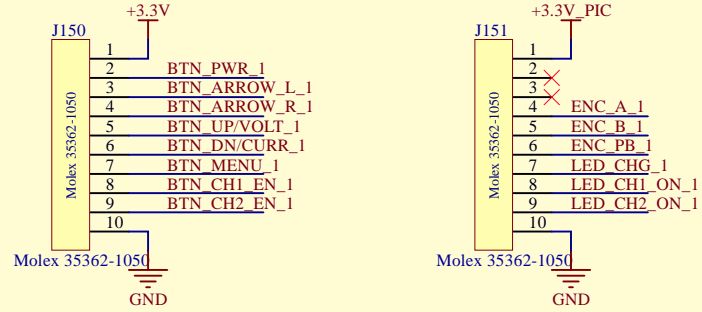 +3.3V
J150
1
2 BTN_PWR_1
3 BTN_ARROW_L_1
4 BTN_ARROW_R_1
5 BTN_UP/VOLT_1
6 BTN_DN/CURR_1
7 BTN_MENU_1
8 BTN_CH1_EN_1
9 BTN_CH2_EN_1
10
Molex 35362-1050
Molex 35362-1050
GND
+3.3V_PIC
J151
1
2
3
4 ENC_A_1
5 ENC_B_1
6 ENC_PB_1
7 LED_CHG_1
8 LED_CH1_ON_1
9 LED_CH2_ON_1
10
Molex 35362-1050
Molex 35362-1050
GND